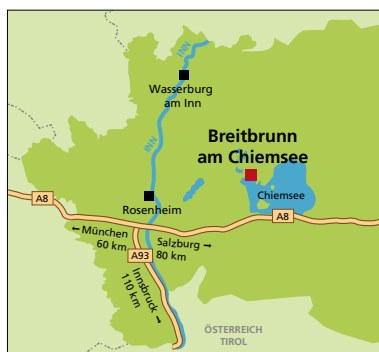 INN
Wasserburg
am Inn
Breitbrunn
am Chiemsee
INN
Chiemsee
A8
Rosenheim
A8
← München
60 km
Salzburg →
80 km
A93
Innsbruck →
110 km
ÖSTERREICH
TIROL